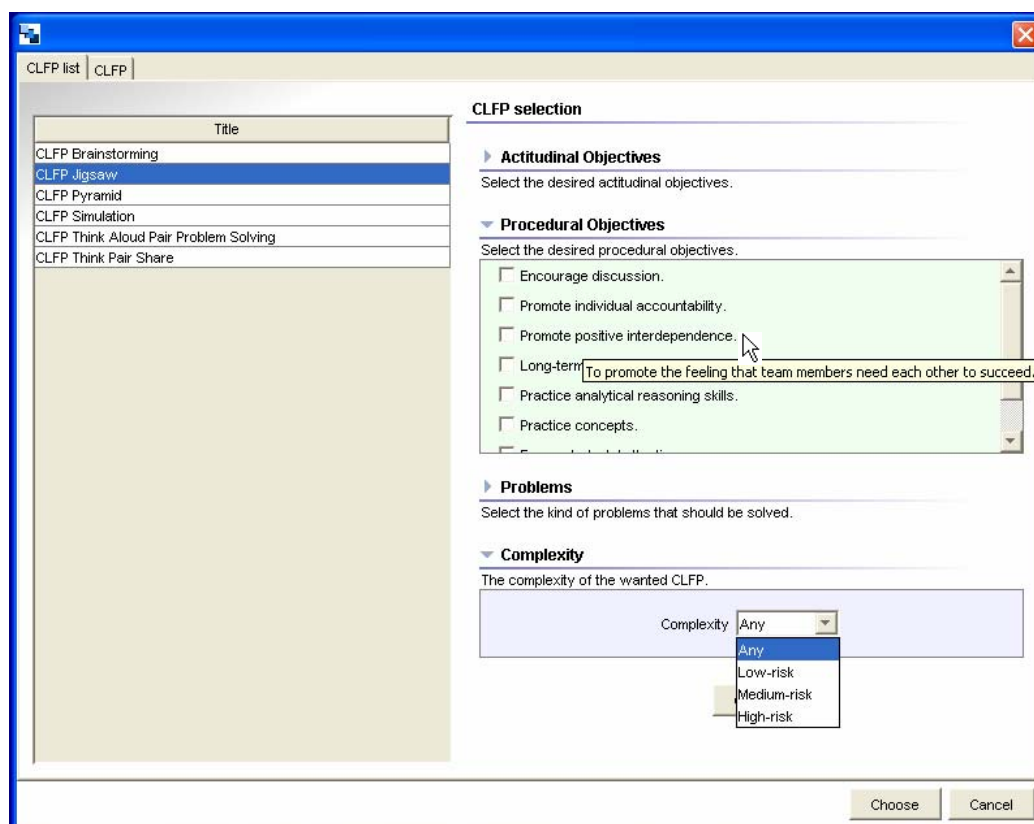 CLFP list
CLFP
Title
CLFP Brainstorming
CLFP Jigsaw
CLFP Pyramid
CLFP Simulation
CLFP Think Aloud Pair Problem Solving
CLFP Think Pair Share
CLFP selection
Actitudinal Objectives
Select the desired actitudinal objectives.
Procedural Objectives
Select the desired procedural objectives.
Encourage discussion.
Promote individual accountability.
Promote positive interdependence.
Long-term
To promote the feeling that team members need each other to succeed.
Practice analytical reasoning skills.
Practice concepts.
Problems
Select the kind of problems that should be solved.
Complexity
The complexity of the wanted CLFP.
Complexity Any
Any
Low-risk
Medium-risk
High-risk
Choose
Cancel